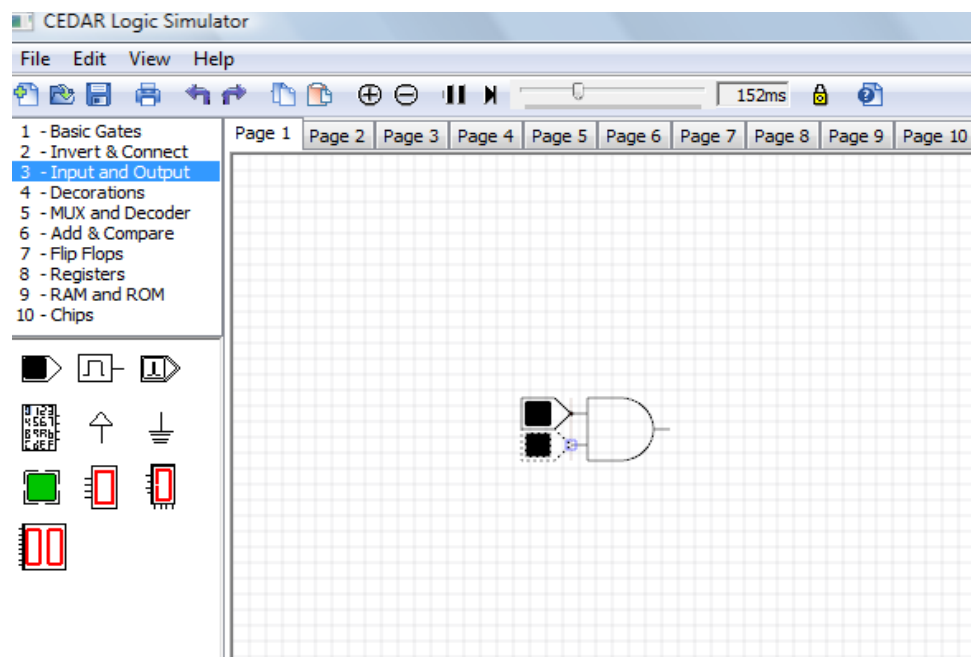 CEDAR Logic Simulator
File Edit View Help
152ms
1 - Basic Gates
2 - Invert & Connect
3 - Input and Output
4 - Decorations
5 - MUX and Decoder
6 - Add & Compare
7 - Flip Flops
8 - Registers
9 - RAM and ROM
10 - Chips
Page 1 Page 2 Page 3 Page 4 Page 5 Page 6 Page 7 Page 8 Page 9 Page 10